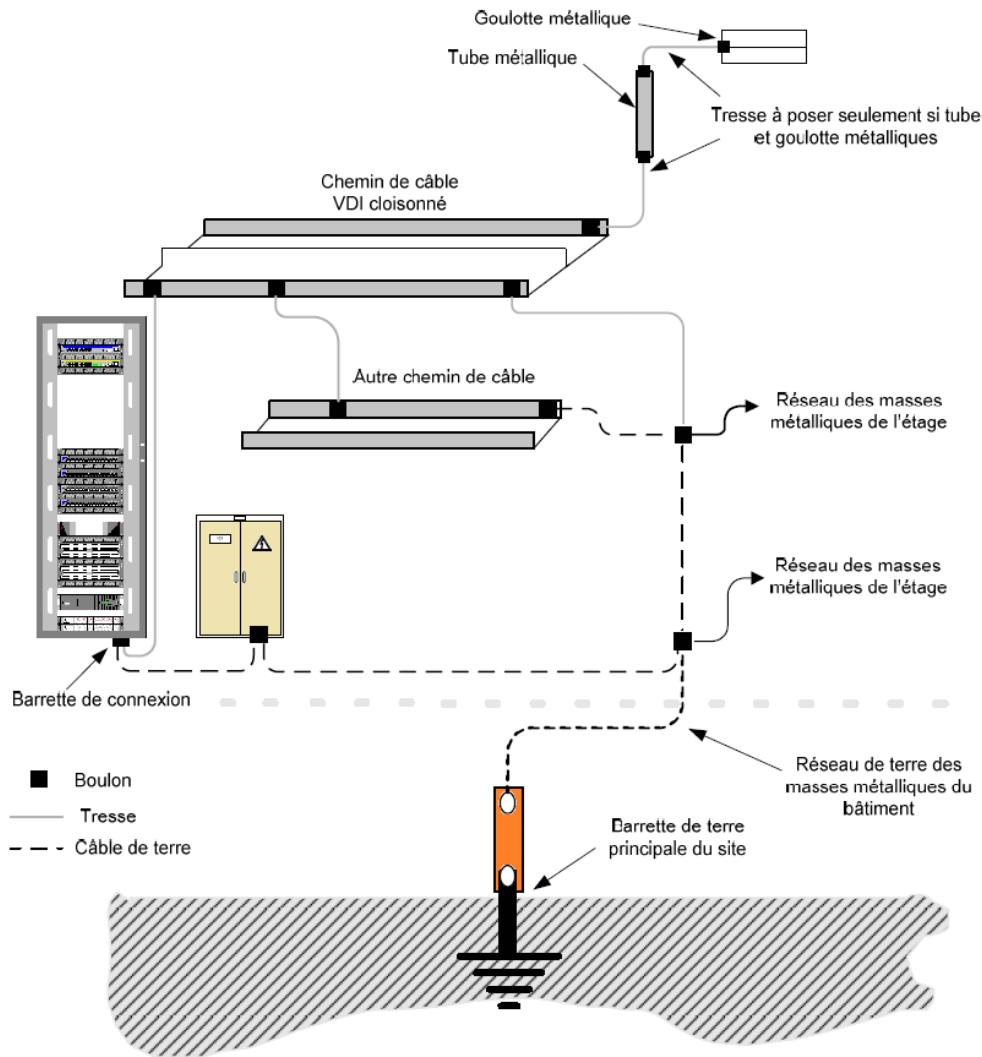 Goulotte métallique
Tube métallique
Tresse à poser seulement si tube
et goulotte métalliques
Chemin de câble
VDI cloisonné
Autre chemin de câble
Réseau des masses
métalliques de l'étage
Réseau des masses
métalliques de l'étage
Barrette de connexion
Réseau de terre des
masses métalliques du
bâtiment
Boulon
Tresse
Câble de terre
Barrette de terre
principale du site